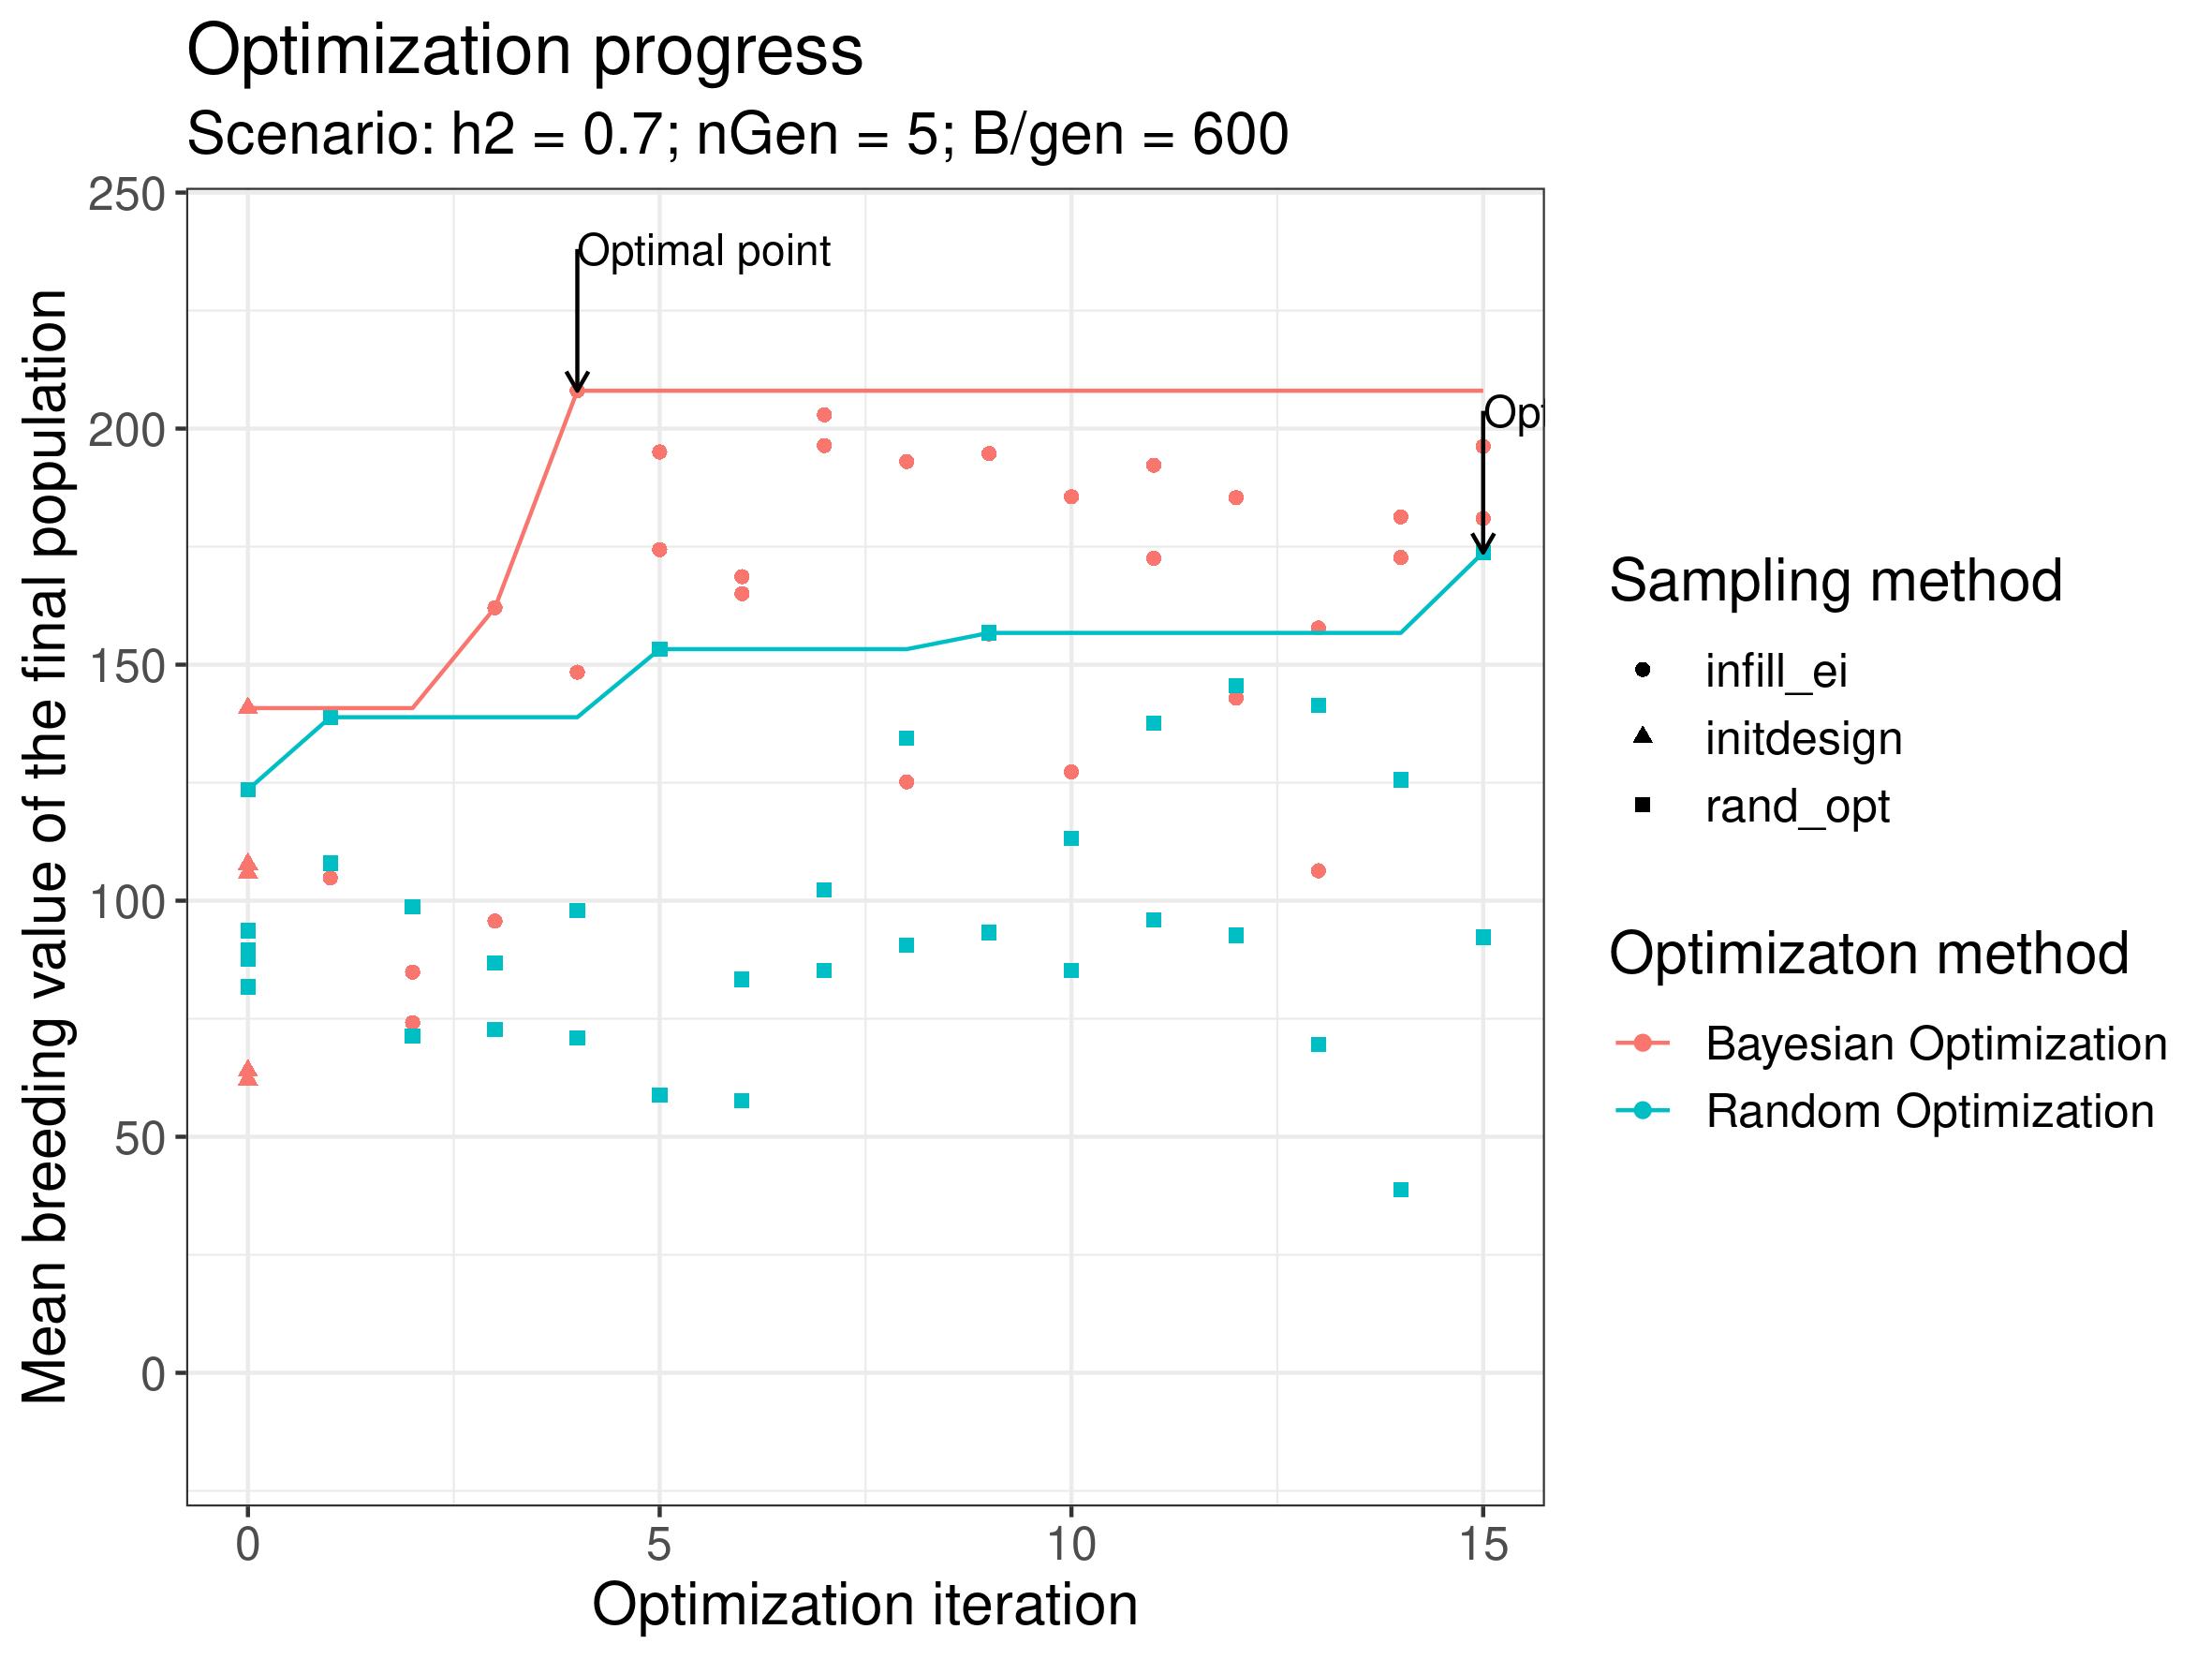 Optimization progress
Scenario: h2 = 0.7; nGen = 5; B/gen = 600
Mean breeding value of the final population
250
200
150
100
50
0
Optimal point
Opt
0
5
10
15
Optimization iteration
Sampling method
infill_ei
initdesign
rand_opt
Optimizaton method
Bayesian Optimization
Random Optimization